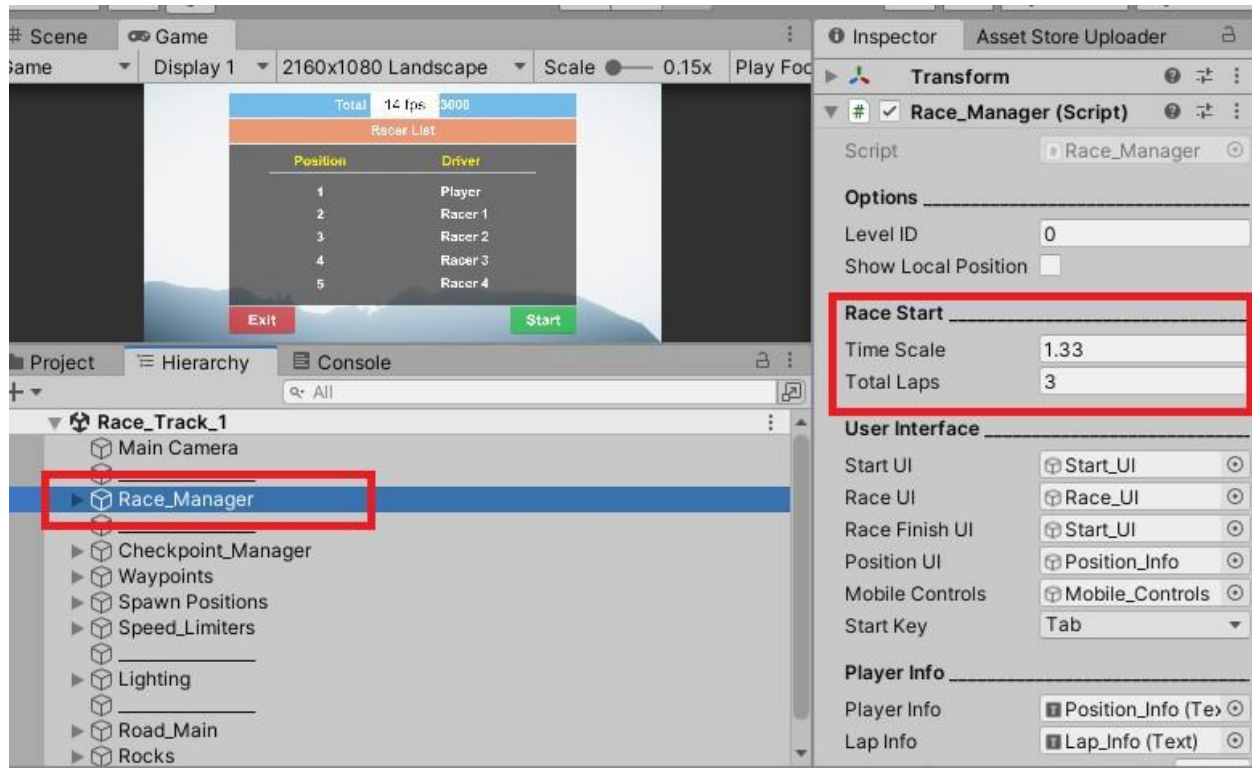 Scene
Game
Game
Display 1
2160x1080 Landscape
Scale
0.15x
Play Foc
Total
14 fps
3000
Racer List
Position Driver
1 Player
2 Racer 1
3 Racer 2
4 Racer 3
5 Racer 4
Exit
Start
Project
Hierarchy
Console
All
Race_Track_1
Main Camera
_______________
Race_Manager
_______________
Checkpoint_Manager
Waypoints
Spawn Positions
Speed_Limiters
_______________
Lighting
_______________
Road_Main
Rocks
Inspector
Asset Store Uploader
Transform
# Race_Manager (Script)
Script Race_Manager
Options
Level ID 0
Show Local Position
Race Start
Time Scale 1.33
Total Laps 3
User Interface
Start UI Start_UI
Race UI Race_UI
Race Finish UI Start_UI
Position UI Position_Info
Mobile Controls Mobile_Controls
Start Key Tab
Player Info
Player Info Position_Info (Tex
Lap Info Lap_Info (Text)